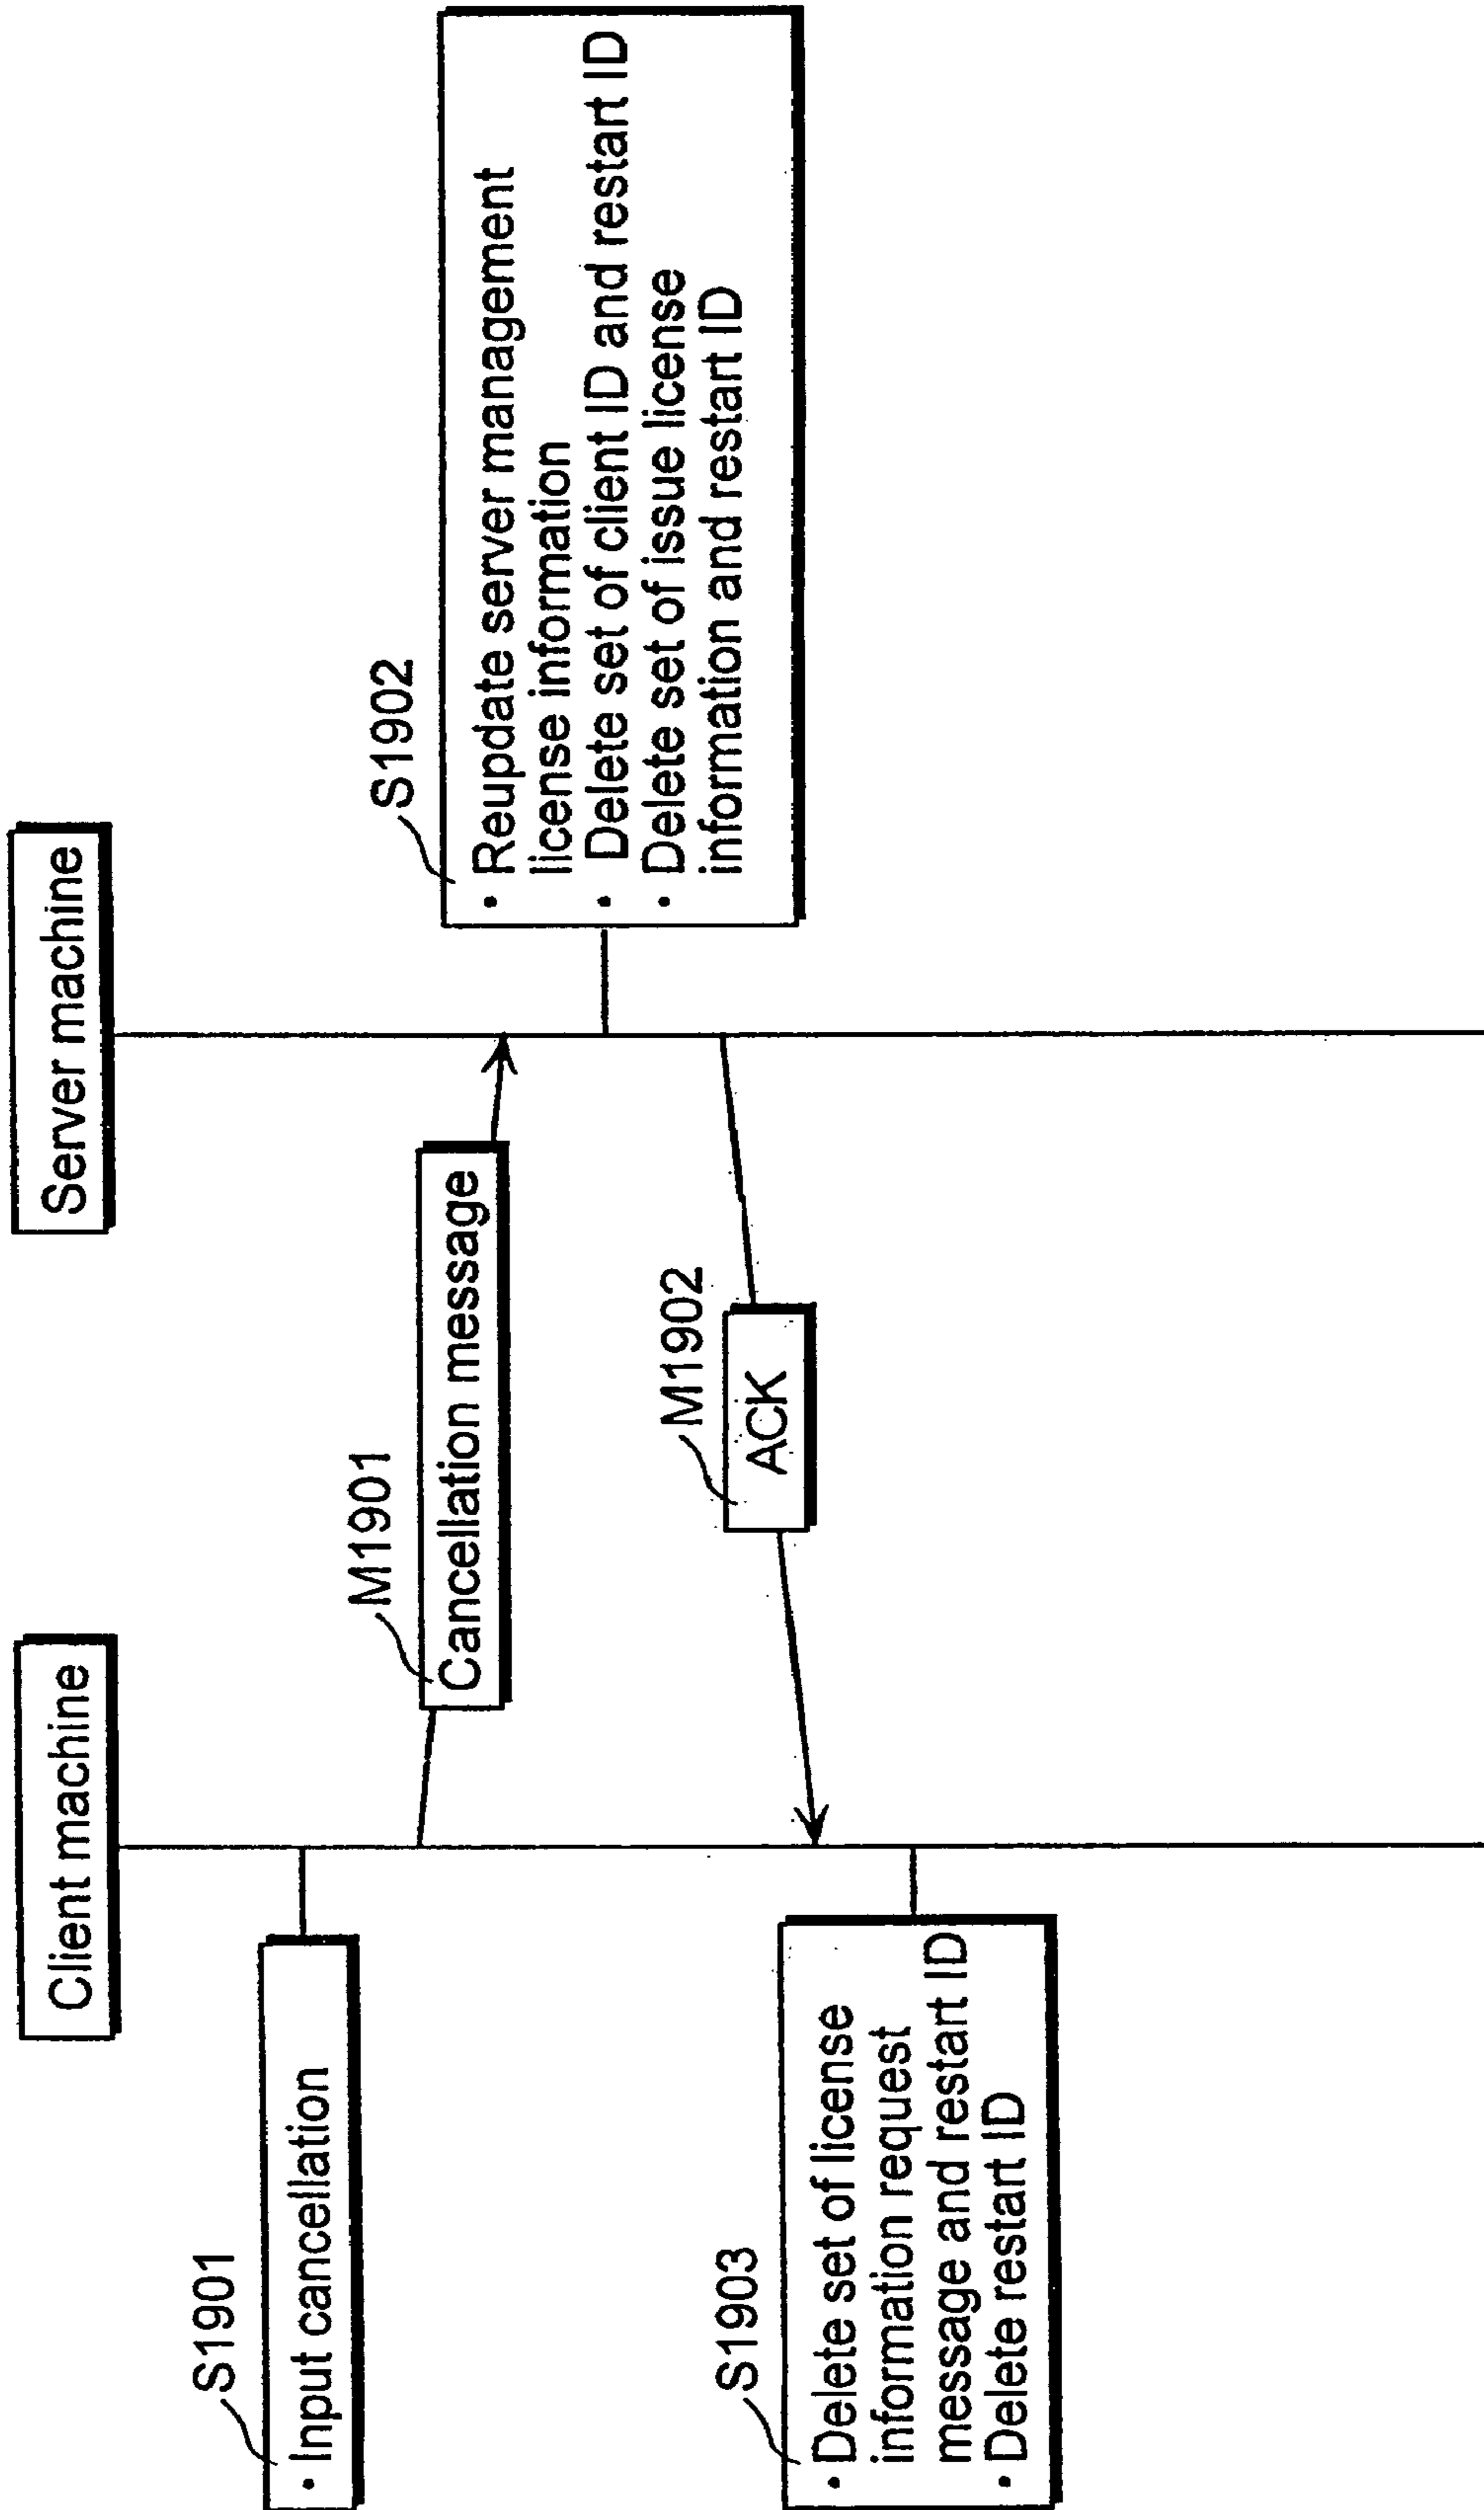 Client machine
Server machine
S1901
・Input cancellation
M1901
Cancellation message
S1902
・Reupdate server management
license information
・Delete set of client ID and restart ID
・Delete set of issue license
information and restart ID
M1902
ACK
S1903
・Delete set of license
information request
message and restart ID
・Delete restart ID